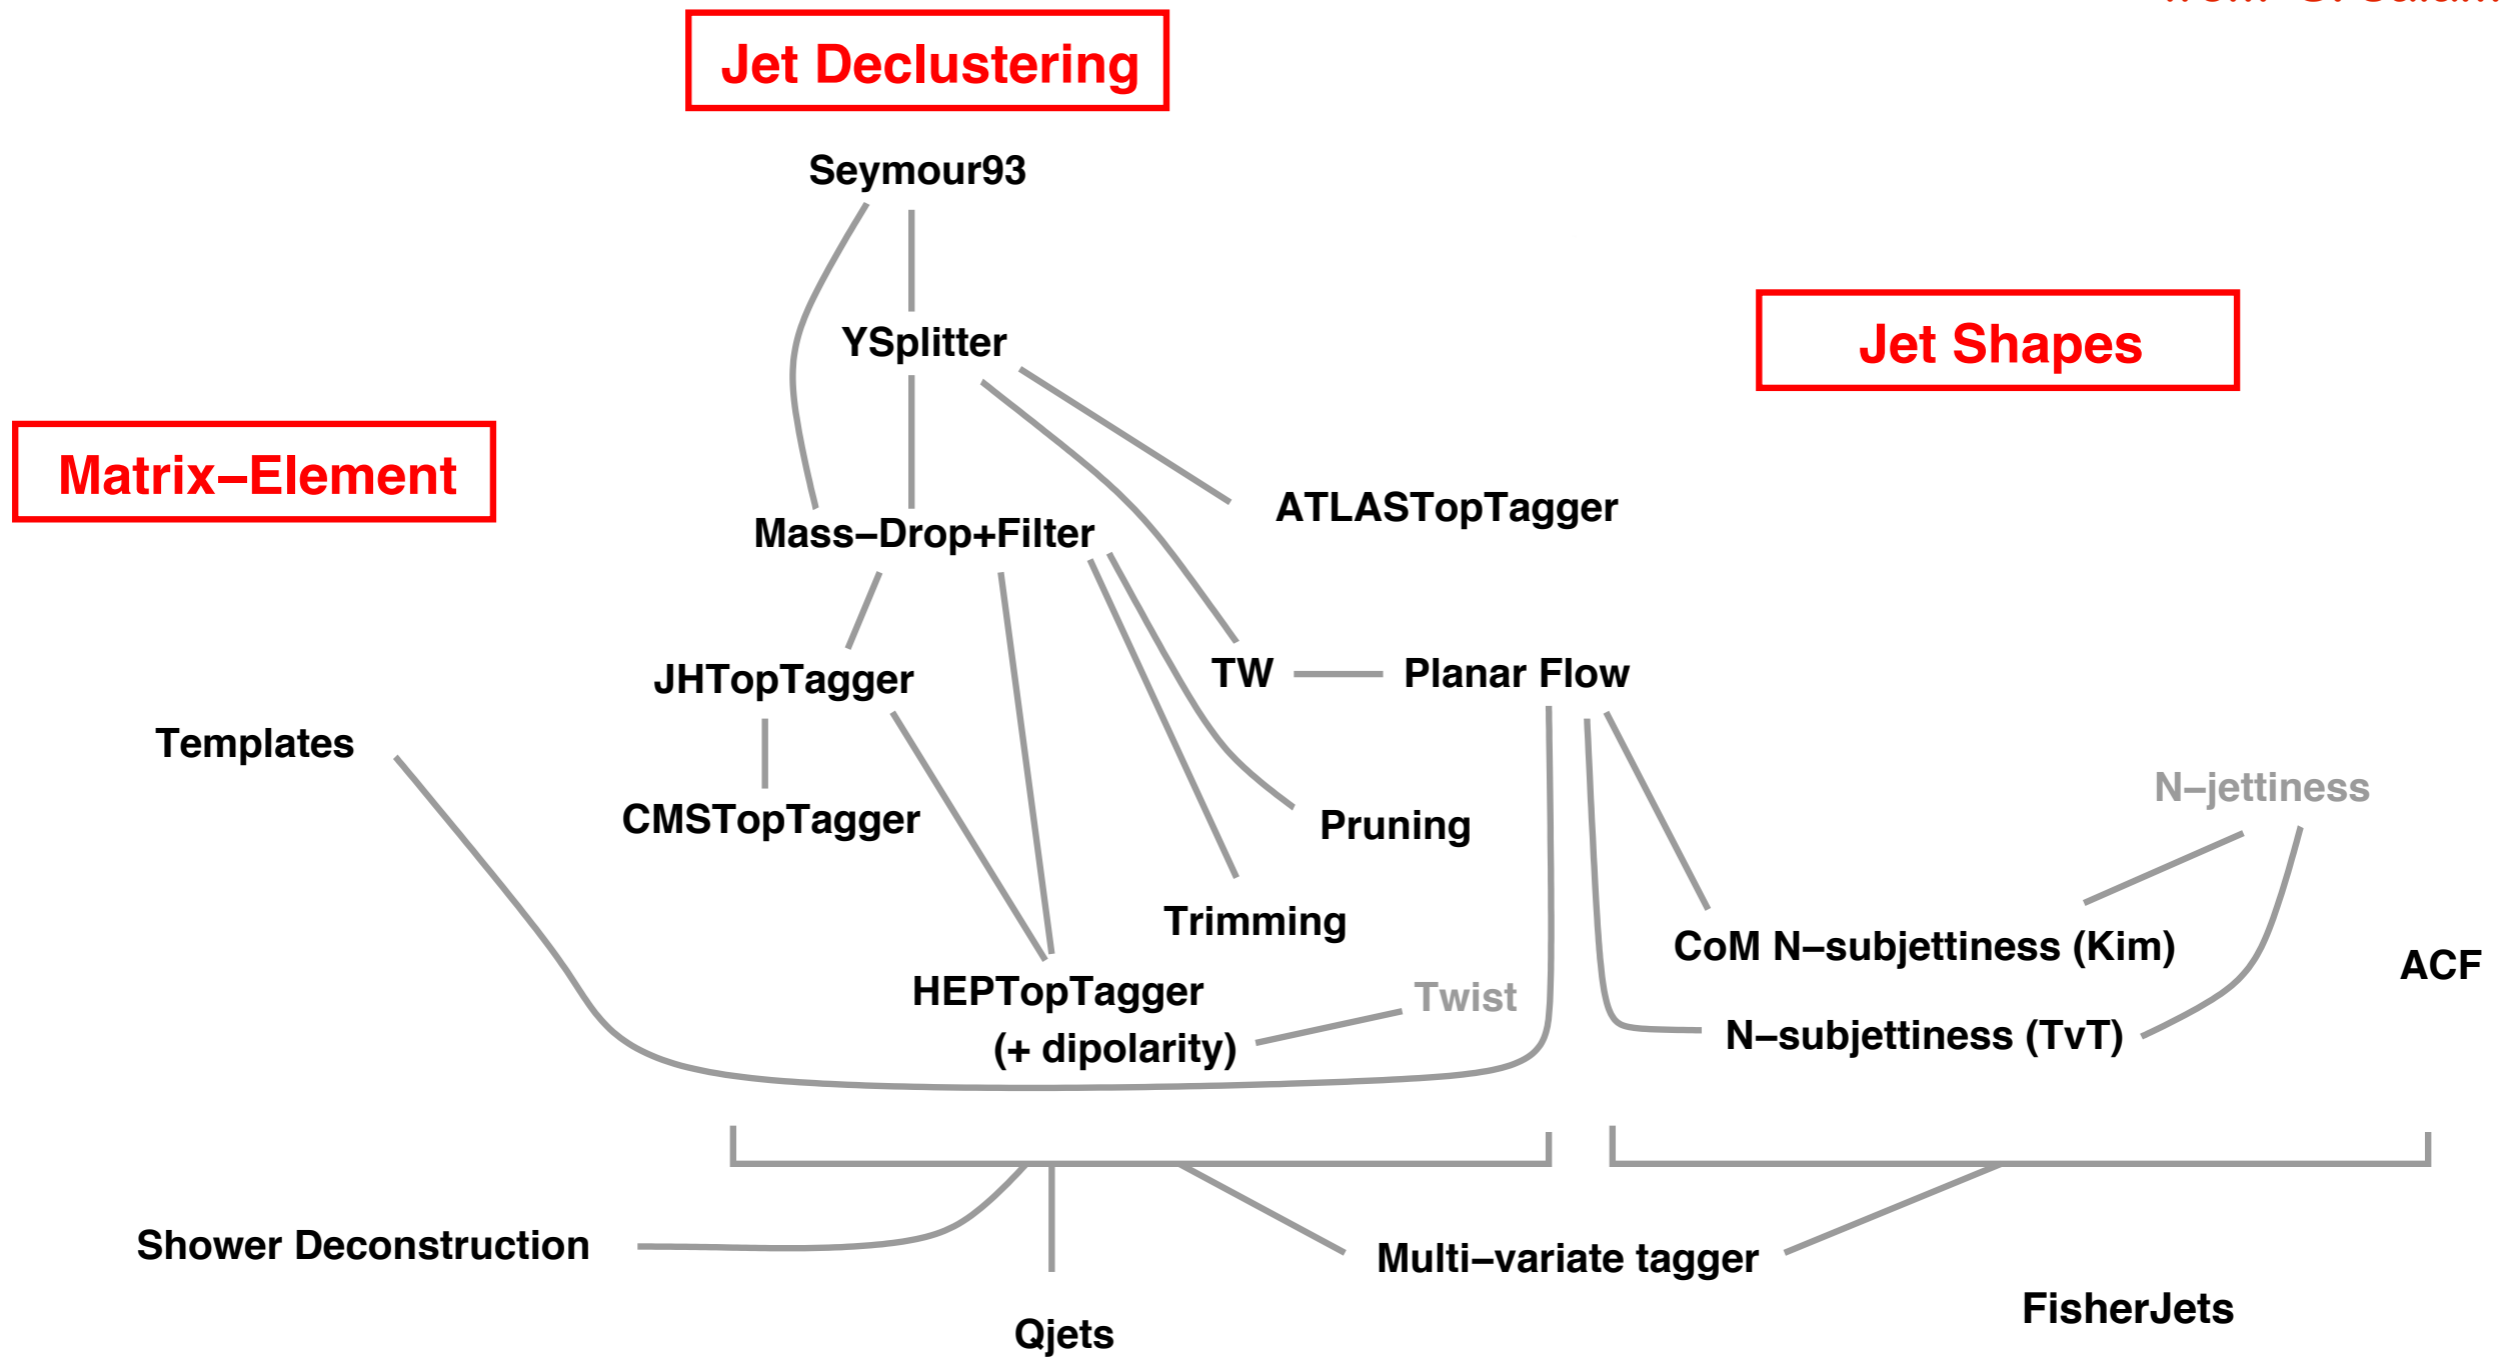 Jet Declustering
Seymour93
YSplitter
Jet Shapes
Matrix–Element
ATLASTopTagger
Mass–Drop+Filter
TW
Planar Flow
JHTopTagger
Templates
N–jettiness
CMSTopTagger
Pruning
Trimming
CoM N–subjettiness (Kim)
ACF
HEPTopTagger
Twist
(+ dipolarity)
N–subjettiness (TvT)
Shower Deconstruction
Multi–variate tagger
FisherJets
Qjets